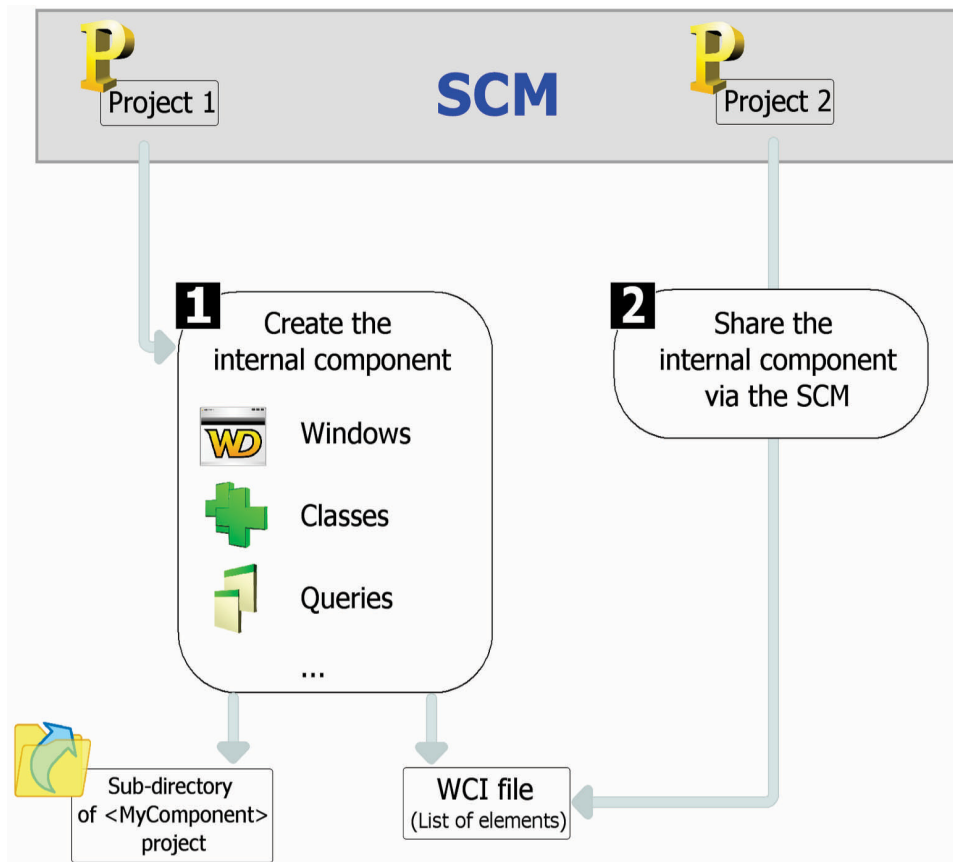 P
P
Project 1
SCM
Project 2
1
Create the
internal component
WD
Windows
Classes
Queries
...
2
Share the
internal component
via the SCM
Sub-directory
of <MyComponent>
project
WCI file
(List of elements)